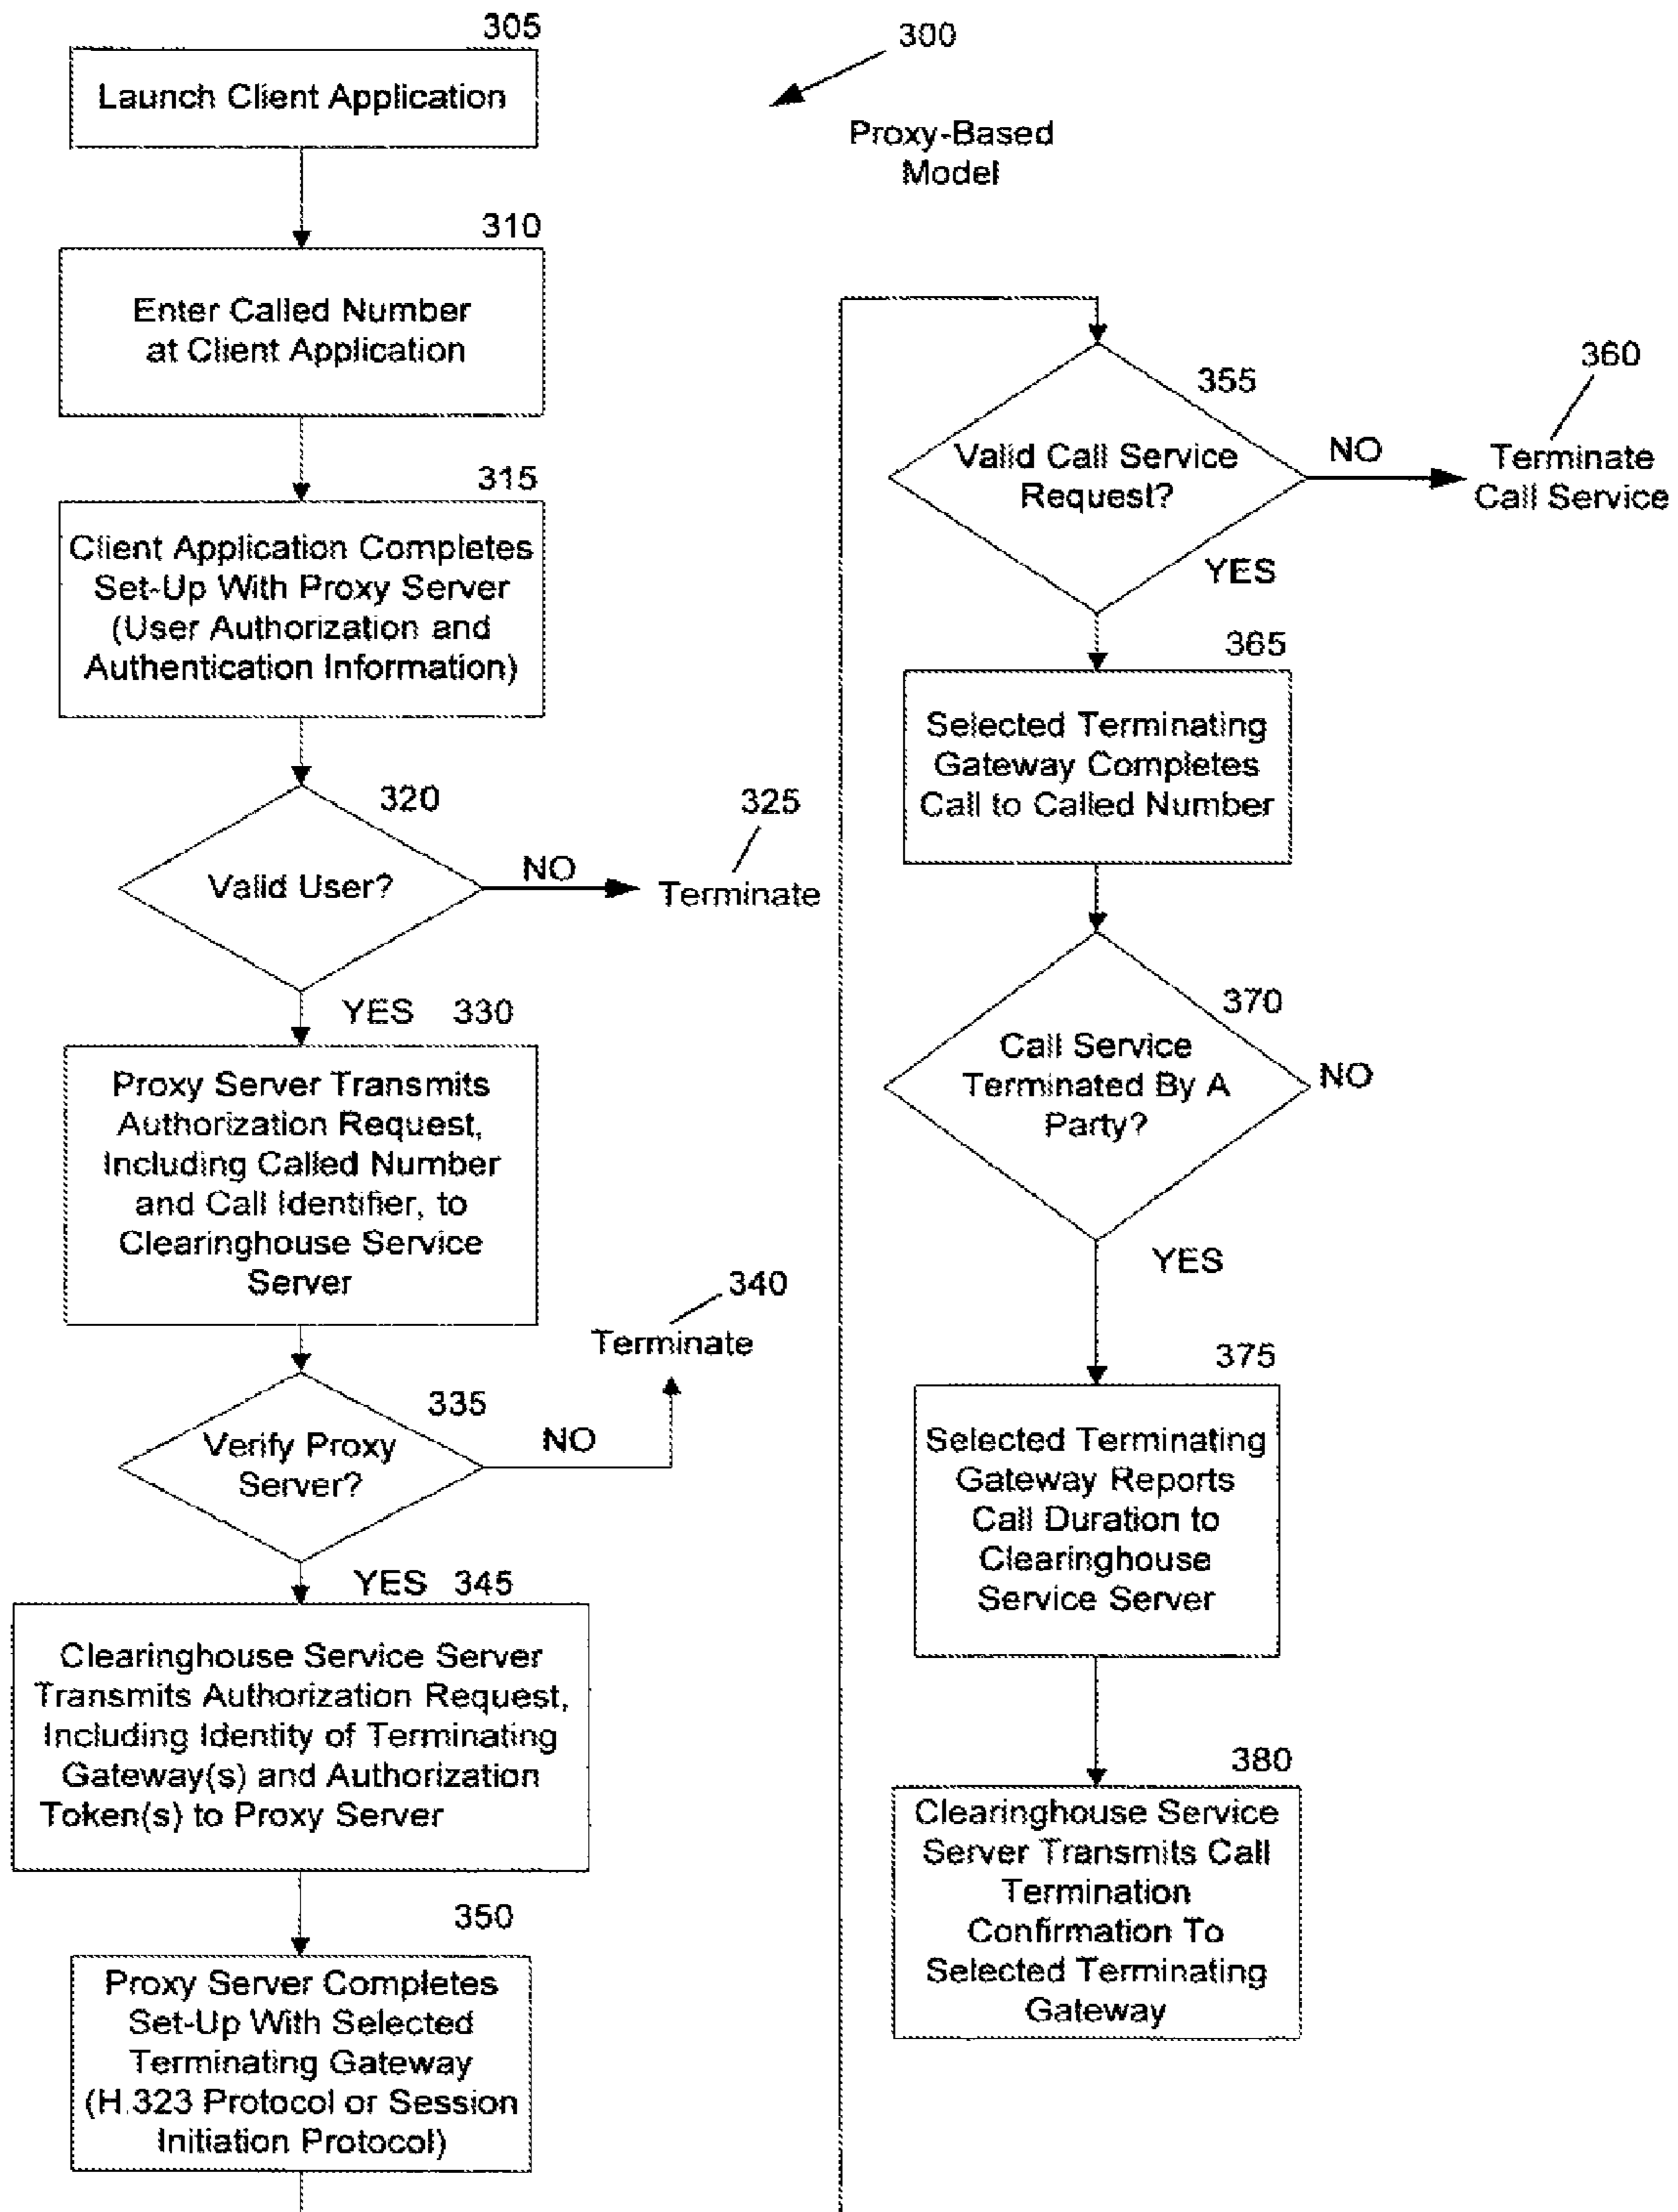 305
Launch Client Application
300
Proxy-Based
Model
310
Enter Called Number
at Client Application
315
Client Application Completes
Set-Up With Proxy Server
(User Authorization and
Authentication Information)
320
Valid User?
NO
325
Terminate
YES 330
Proxy Server Transmits
Authorization Request,
Including Called Number
and Call Identifier, to
Clearinghouse Service
Server
335
Verify Proxy
Server?
NO
340
Terminate
YES 345
Clearinghouse Service Server
Transmits Authorization Request,
Including Identity of Terminating
Gateway(s) and Authorization
Token(s) to Proxy Server
350
Proxy Server Completes
Set-Up With Selected
Terminating Gateway
(H.323 Protocol or Session
Initiation Protocol)
355
Valid Call Service
Request?
NO
360
Terminate
Call Service
YES
365
Selected Terminating
Gateway Completes
Call to Called Number
370
Call Service
Terminated By A
Party?
NO
YES
375
Selected Terminating
Gateway Reports
Call Duration to
Clearinghouse
Service Server
380
Clearinghouse Service
Server Transmits Call
Termination
Confirmation To
Selected Terminating
Gateway